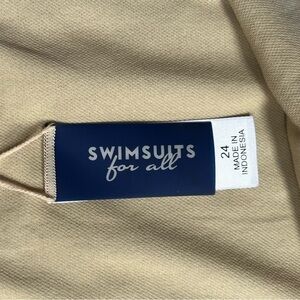 SWIMSUITS
for all
24
MADE IN
INDONESIA